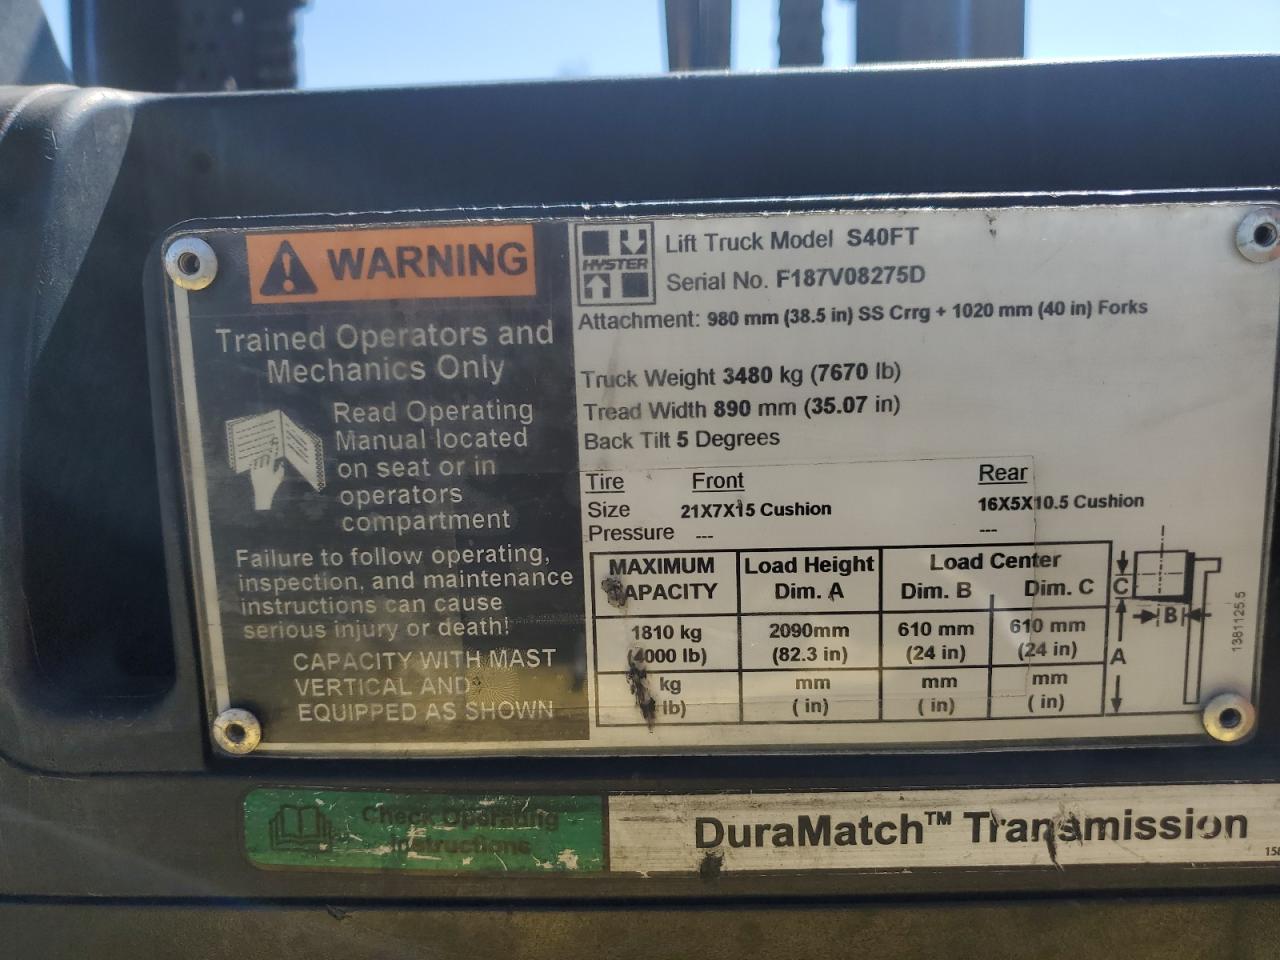 WARNING
Trained Operators and
Mechanics Only
Read Operating
Manual located
on seat or in
operators
compartment
Failure to follow operating,
inspection, and maintenance
instructions can cause
serious injury or death!
CAPACITY WITH MAST
VERTICAL AND
EQUIPPED AS SHOWN
HYSTER
Lift Truck Model S40FT
Serial No. F187V08275D
Attachment: 980 mm (38.5 in) SS Crrg + 1020 mm (40 in) Forks
Truck Weight 3480 kg (7670 lb)
Tread Width 890 mm (35.07 in)
Back Tilt 5 Degrees
Tire Front Rear
Size 21X7X15 Cushion 16X5X10.5 Cushion
Pressure --- ---
MAXIMUM Load Height Load Center
CAPACITY Dim. A Dim. B Dim. C
1810 kg 2090mm 610 mm 610 mm
(4000 lb) (82.3 in) (24 in) (24 in)
kg mm mm mm
( lb) ( in) ( in) ( in)
C
B
A
13811255
Check Operating
Instructions
DuraMatch™ Transmission